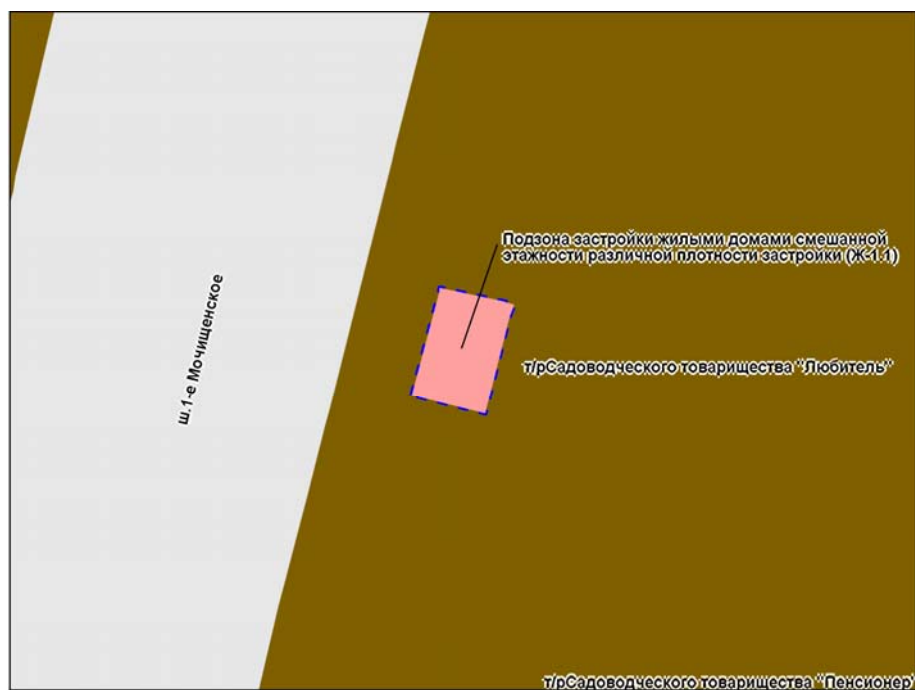 Подзона застройки жилыми домами смешанной
этажности различной плотности застройки (Ж-1.1)
ш.1-е Мочищенское
т/рСадоводческого товарищества "Любитель"
т/рСадоводческого товарищества "Пенсионер"